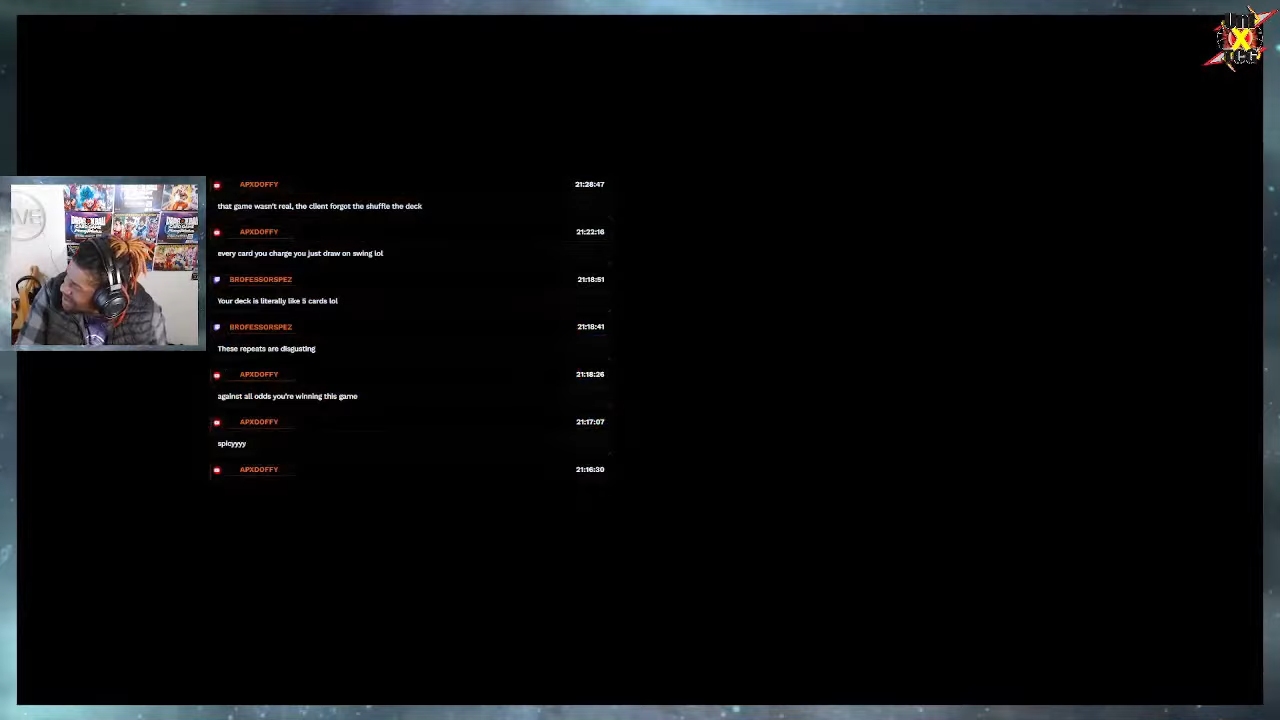 APXDOFFY 21:28:47
that game wasn't real, the client forgot the shuffle the deck
APXDOFFY 21:22:16
every card you charge you just draw on swing lol
BROFESSORSPEZ 21:18:51
Your deck is literally like 5 cards lol
BROFESSORSPEZ 21:18:41
These repeats are disgusting
APXDOFFY 21:18:26
against all odds you're winning this game
APXDOFFY 21:17:07
spicyyyy
APXDOFFY 21:16:30